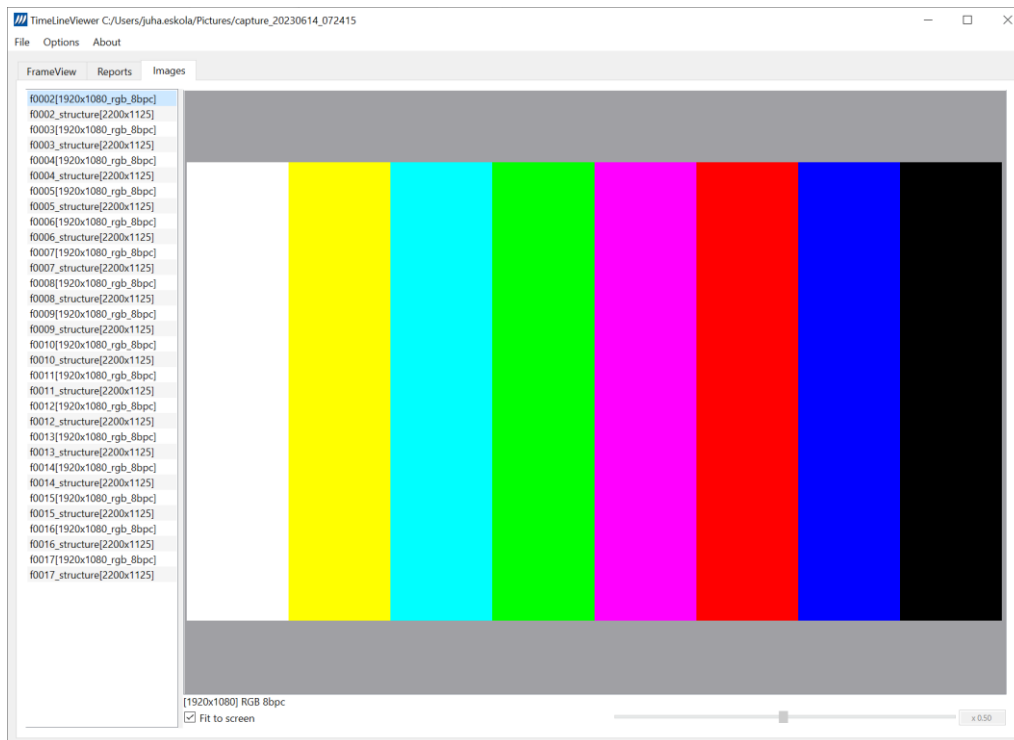 TimeLineViewer C:/Users/juha.eskola/Pictures/capture_20230614_072415
File Options About
FrameView Reports Images
f0002[1920x1080_rgb_8bpc]
f0002_structure[2200x1125]
f0003[1920x1080_rgb_8bpc]
f0003_structure[2200x1125]
f0004[1920x1080_rgb_8bpc]
f0004_structure[2200x1125]
f0005[1920x1080_rgb_8bpc]
f0005_structure[2200x1125]
f0006[1920x1080_rgb_8bpc]
f0006_structure[2200x1125]
f0007[1920x1080_rgb_8bpc]
f0007_structure[2200x1125]
f0008[1920x1080_rgb_8bpc]
f0008_structure[2200x1125]
f0009[1920x1080_rgb_8bpc]
f0009_structure[2200x1125]
f0010[1920x1080_rgb_8bpc]
f0010_structure[2200x1125]
f0011[1920x1080_rgb_8bpc]
f0011_structure[2200x1125]
f0012[1920x1080_rgb_8bpc]
f0012_structure[2200x1125]
f0013[1920x1080_rgb_8bpc]
f0013_structure[2200x1125]
f0014[1920x1080_rgb_8bpc]
f0014_structure[2200x1125]
f0015[1920x1080_rgb_8bpc]
f0015_structure[2200x1125]
f0016[1920x1080_rgb_8bpc]
f0016_structure[2200x1125]
f0017[1920x1080_rgb_8bpc]
f0017_structure[2200x1125]
[1920x1080] RGB 8bpc
Fit to screen
x 0.50